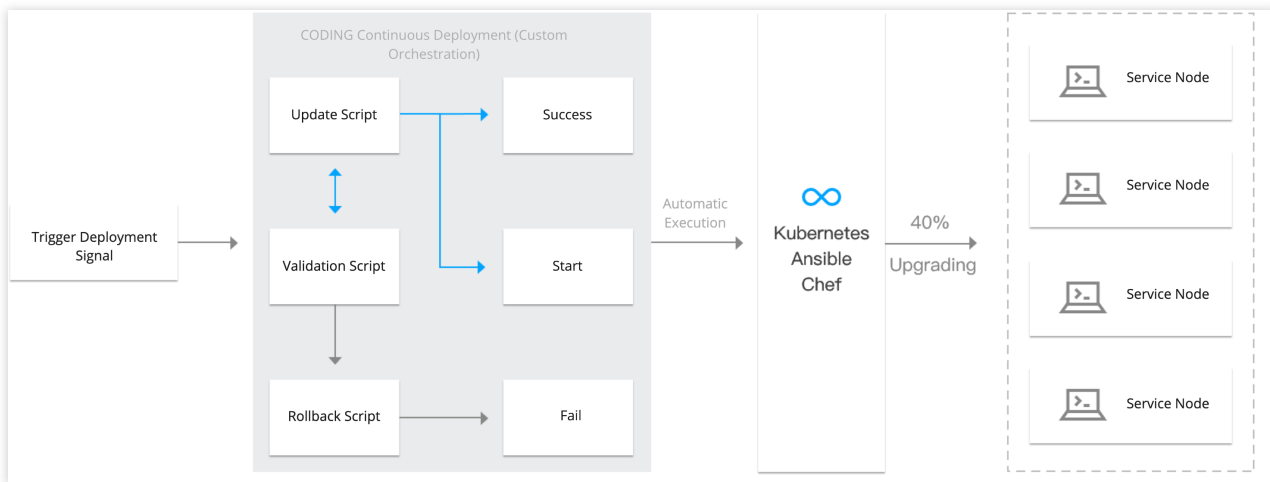 CODING Continuous Deployment (Custom
Orchestration)
Trigger Deployment
Signal
Update Script
Success
Validation Script
Start
Rollback Script
Fail
Automatic
Execution
Kubernetes
Ansible
Chef
40%
Upgrading
Service Node
Service Node
Service Node
Service Node